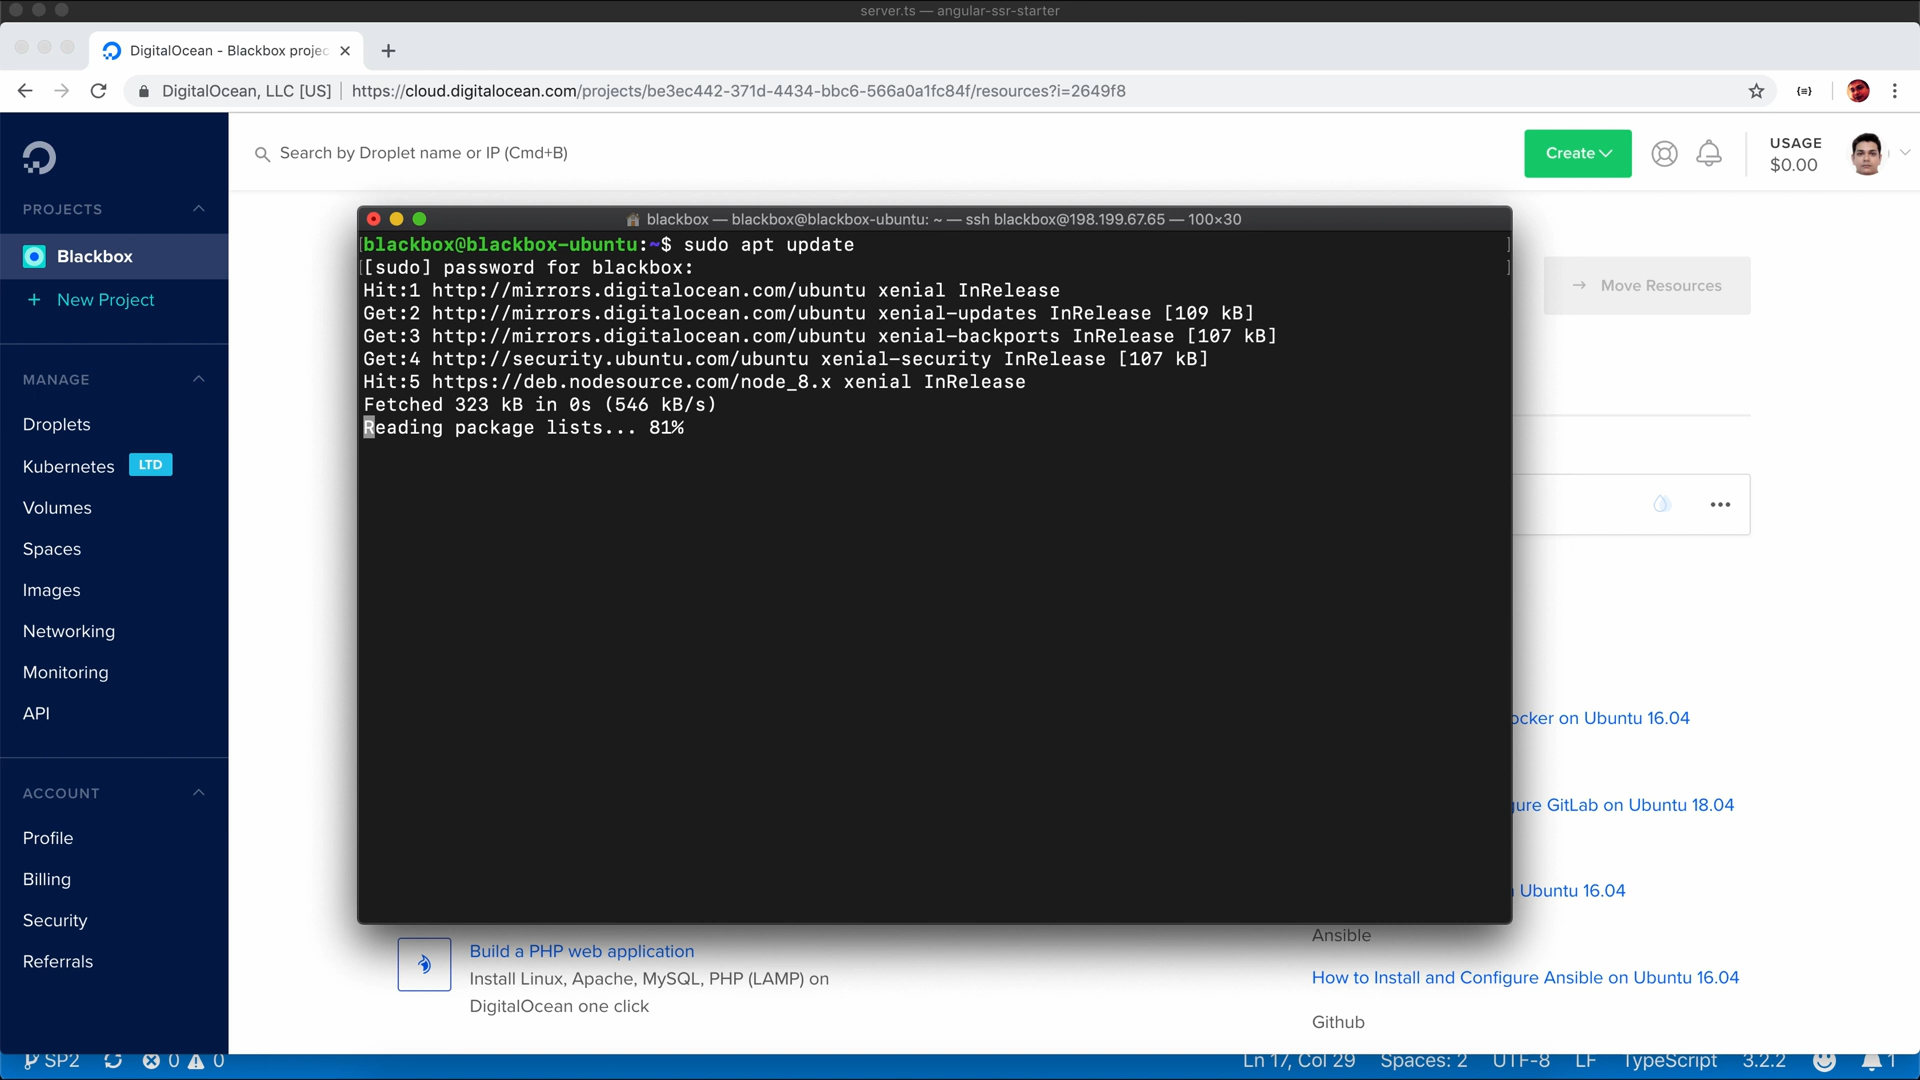 server.ts — angular-ssr-starter
DigitalOcean - Blackbox projec
DigitalOcean, LLC [US] | https://cloud.digitalocean.com/projects/be3ec442-371d-4434-bbc6-566a0a1fc84f/resources?i=2649f8
Search by Droplet name or IP (Cmd+B)
Create
USAGE
$0.00
PROJECTS
Blackbox
+ New Project
MANAGE
Droplets
Kubernetes LTD
Volumes
Spaces
Images
Networking
Monitoring
API
ACCOUNT
Profile
Billing
Security
Referrals
blackbox — blackbox@blackbox-ubuntu: ~ — ssh blackbox@198.199.67.65 — 100×30
[blackbox@blackbox-ubuntu:~$ sudo apt update ]
[[sudo] password for blackbox: ]
Hit:1 http://mirrors.digitalocean.com/ubuntu xenial InRelease
Get:2 http://mirrors.digitalocean.com/ubuntu xenial-updates InRelease [109 kB]
Get:3 http://mirrors.digitalocean.com/ubuntu xenial-backports InRelease [107 kB]
Get:4 http://security.ubuntu.com/ubuntu xenial-security InRelease [107 kB]
Hit:5 https://deb.nodesource.com/node_8.x xenial InRelease
Fetched 323 kB in 0s (546 kB/s)
Reading package lists... 81%
→ Move Resources
ocker on Ubuntu 16.04
ure GitLab on Ubuntu 18.04
Ubuntu 16.04
Ansible
How to Install and Configure Ansible on Ubuntu 16.04
Github
Build a PHP web application
Install Linux, Apache, MySQL, PHP (LAMP) on
DigitalOcean one click
SP2 0 0 Ln 17, Col 29 Spaces: 2 UTF-8 LF TypeScript 3.2.2 1